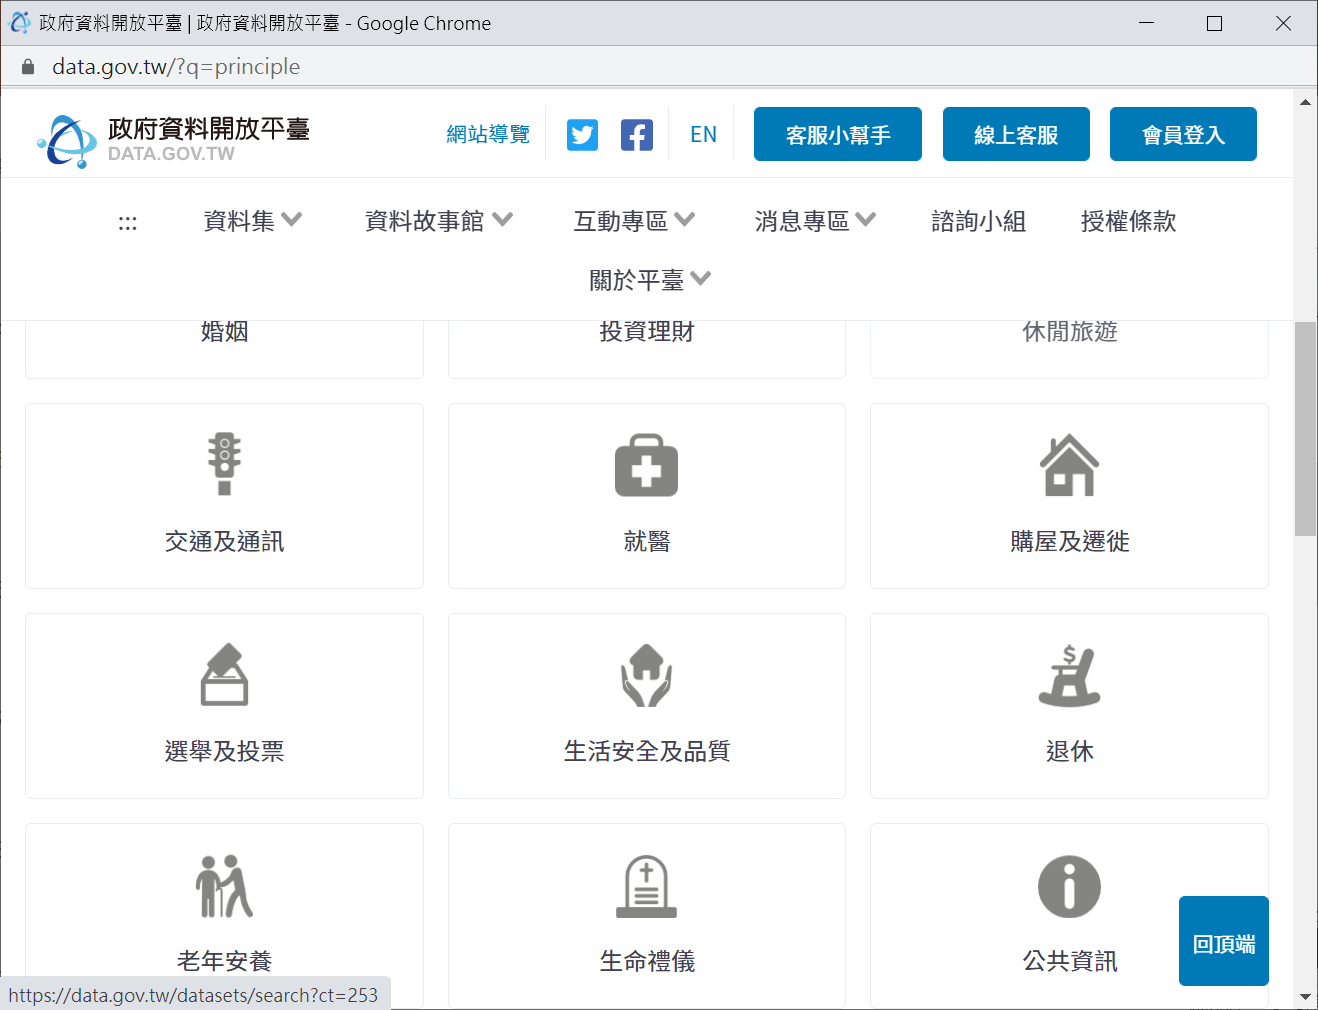 政府資料開放平臺 | 政府資料開放平臺 - Google Chrome
data.gov.tw/?q=principle
政府資料開放平臺
DATA.GOV.TW
網站導覽
EN
客服小幫手
線上客服
會員登入
:::
資料集
資料故事館
互動專區
消息專區
諮詢小組
授權條款
關於平臺
婚姻
投資理財
休閒旅遊
交通及通訊
就醫
購屋及遷徙
選舉及投票
生活安全及品質
$
退休
老年安養
生命禮儀
公共資訊
回頂端
https://data.gov.tw/datasets/search?ct=253